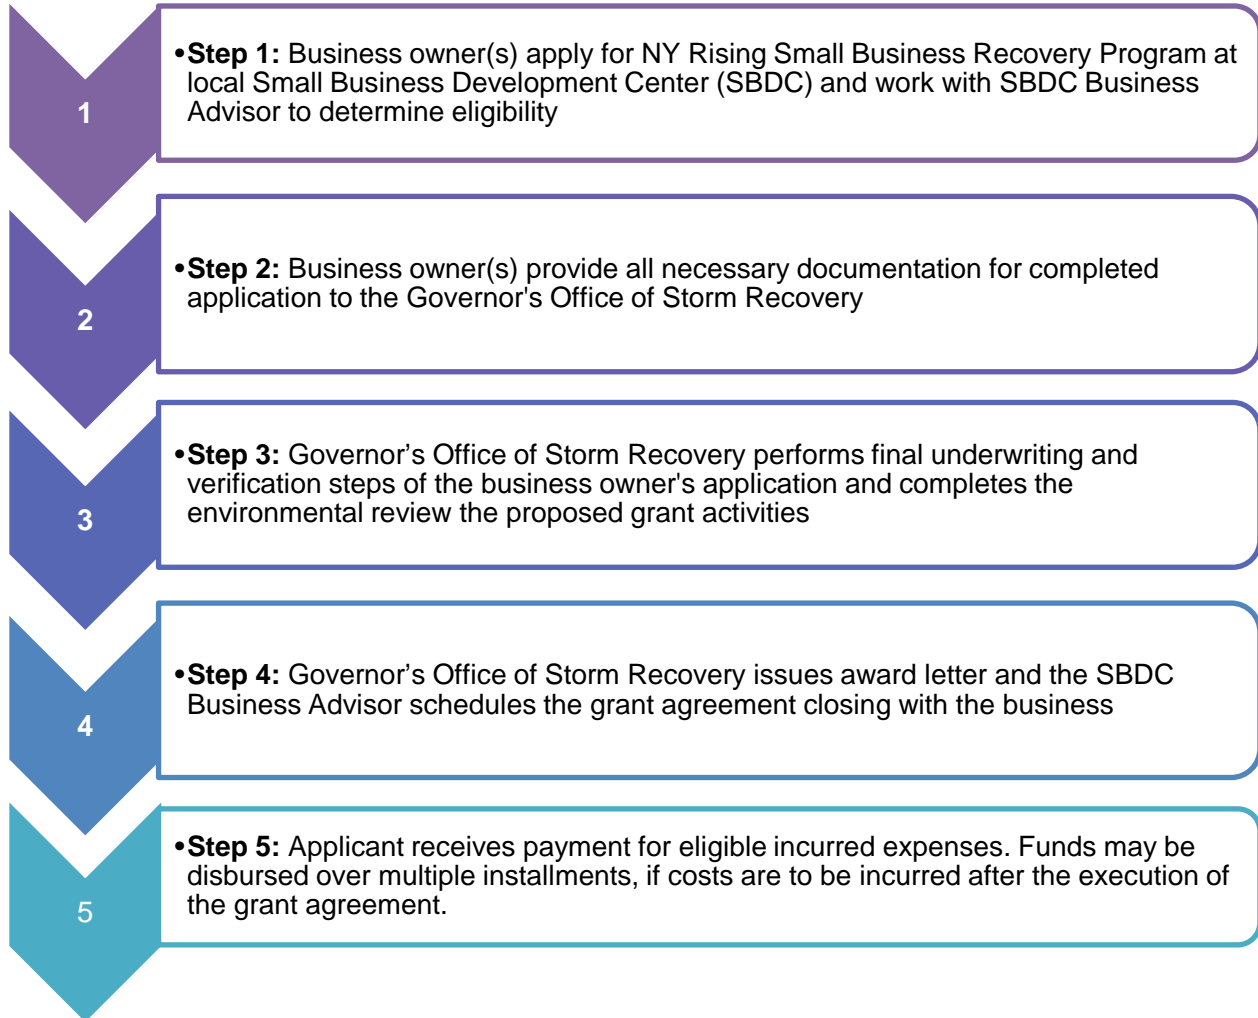 1
•Step 1: Business owner(s) apply for NY Rising Small Business Recovery Program at
local Small Business Development Center (SBDC) and work with SBDC Business
Advisor to determine eligibility
2
•Step 2: Business owner(s) provide all necessary documentation for completed
application to the Governor's Office of Storm Recovery
3
•Step 3: Governor’s Office of Storm Recovery performs final underwriting and
verification steps of the business owner's application and completes the
environmental review the proposed grant activities
4
•Step 4: Governor’s Office of Storm Recovery issues award letter and the SBDC
Business Advisor schedules the grant agreement closing with the business
5
•Step 5: Applicant receives payment for eligible incurred expenses. Funds may be
disbursed over multiple installments, if costs are to be incurred after the execution of
the grant agreement.